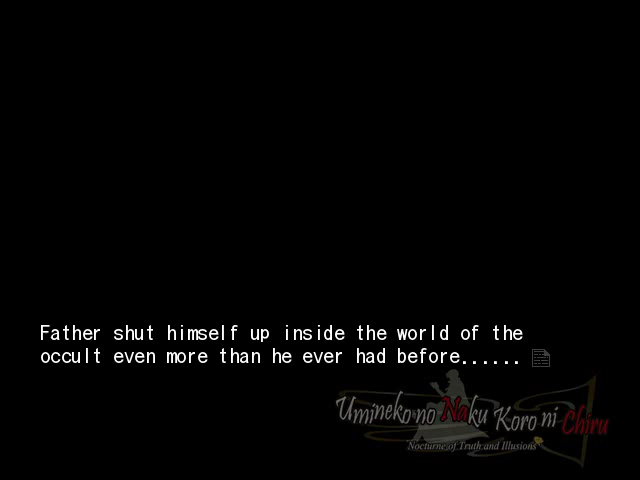 Father shut himself up inside the world of the
occult even more than he ever had before......
Umineko no Naku Koro ni Chiru
Nocturne of Truth and Illusions